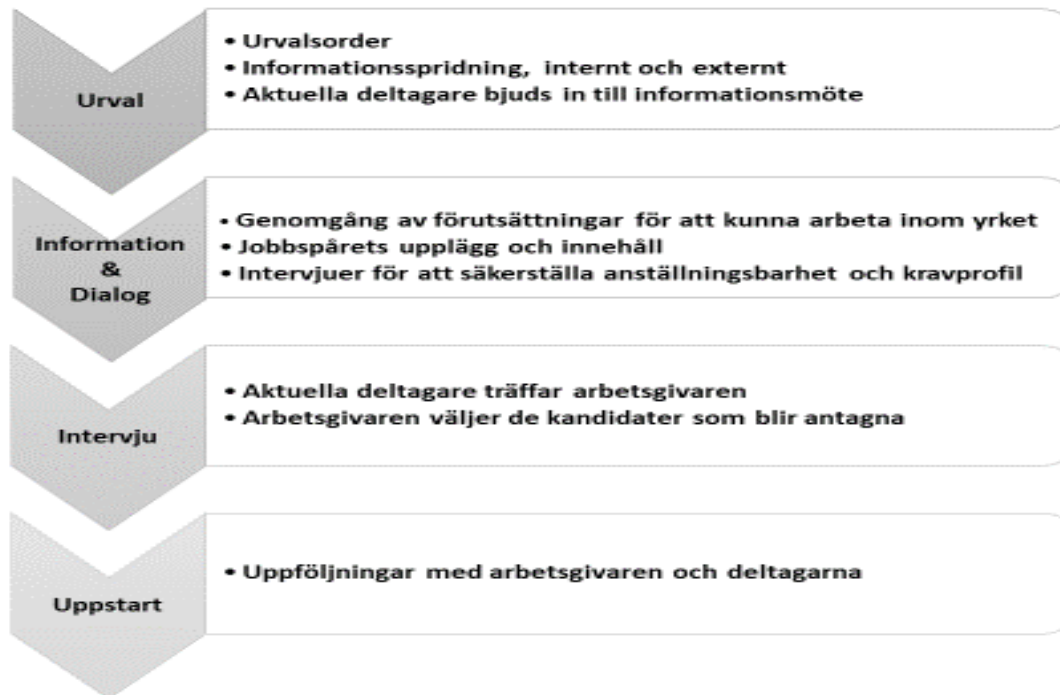 Urval
• Urvalsorder
• Informationsspridning, internt och externt
• Aktuella deltagare bjuds in till informationsmöte
Information
&
Dialog
• Genomgång av förutsättningar för att kunna arbeta inom yrket
• Jobbspårets upplägg och innehåll
• Intervjuer för att säkerställa anställningsbarhet och kravprofil
Intervju
• Aktuella deltagare träffar arbetsgivaren
• Arbetsgivaren väljer de kandidater som blir antagna
Uppstart
• Uppföljningar med arbetsgivaren och deltagarna